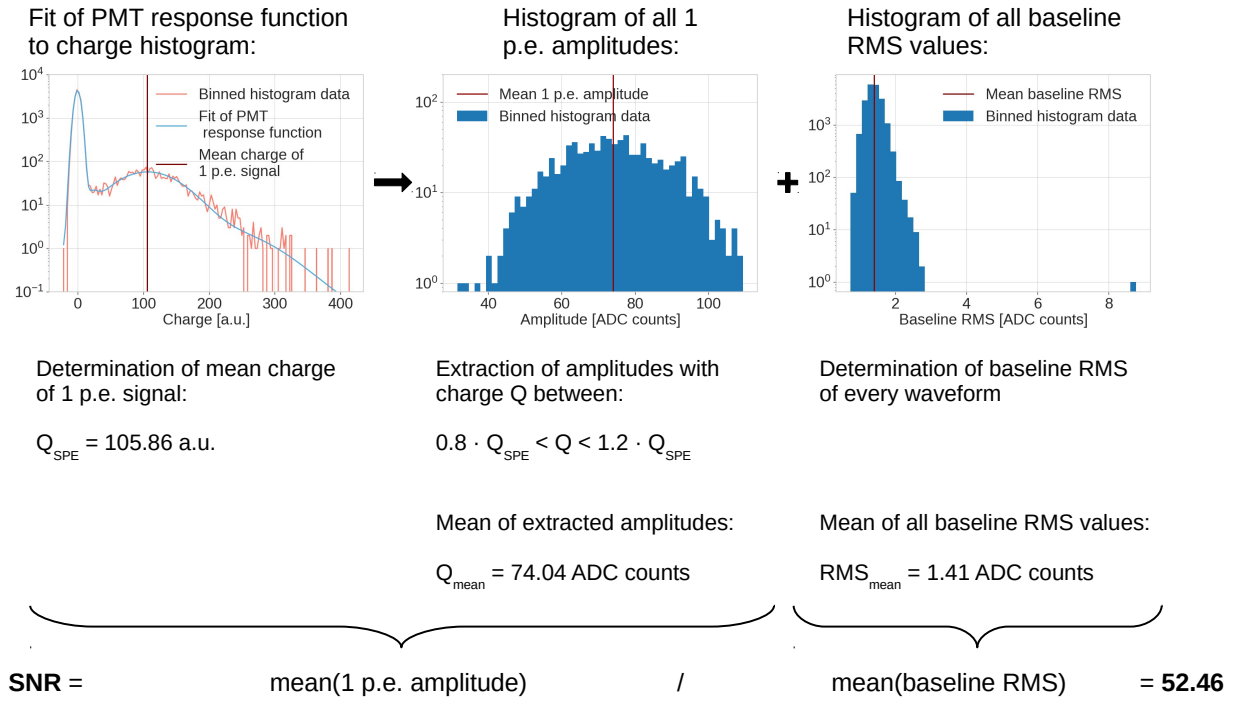 Fit of PMT response function
to charge histogram:
10⁴
10³
10²
10¹
10⁰
10⁻¹
Binned histogram data
Fit of PMT
response function
Mean charge of
1 p.e. signal
0
100
200
300
400
Charge [a.u.]
Histogram of all 1
p.e. amplitudes:
10²
10¹
10⁰
Mean 1 p.e. amplitude
Binned histogram data
40
60
80
100
Amplitude [ADC counts]
+
Histogram of all baseline
RMS values:
10³
10²
10¹
10⁰
Mean baseline RMS
Binned histogram data
2
4
6
8
Baseline RMS [ADC counts]
Determination of mean charge
of 1 p.e. signal:
Q_SPE = 105.86 a.u.
Extraction of amplitudes with
charge Q between:
0.8 · Q_SPE < Q < 1.2 · Q_SPE
Mean of extracted amplitudes:
Q_mean = 74.04 ADC counts
Determination of baseline RMS
of every waveform
Mean of all baseline RMS values:
RMS_mean = 1.41 ADC counts
SNR = mean(1 p.e. amplitude) / mean(baseline RMS) = 52.46